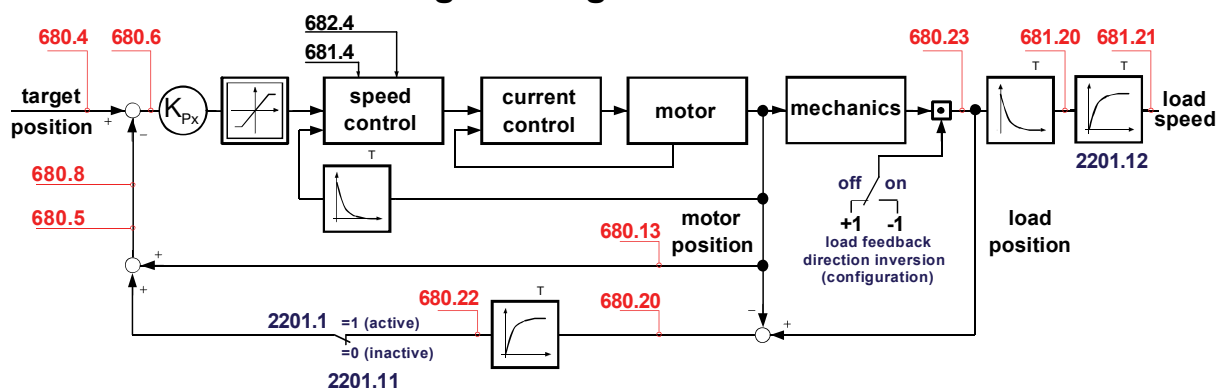 682.4
680.4
680.6
681.4
680.23
681.20
681.21
T
T
target
position
+
−
KPx
speed
control
current
control
motor
mechanics
load
speed
2201.12
T
680.8
680.5
off
on
+1
-1
load feedback
direction inversion
(configuration)
motor
position
load
position
680.13
+
+
680.22
T
680.20
−
+
2201.1
=1 (active)
=0 (inactive)
2201.11